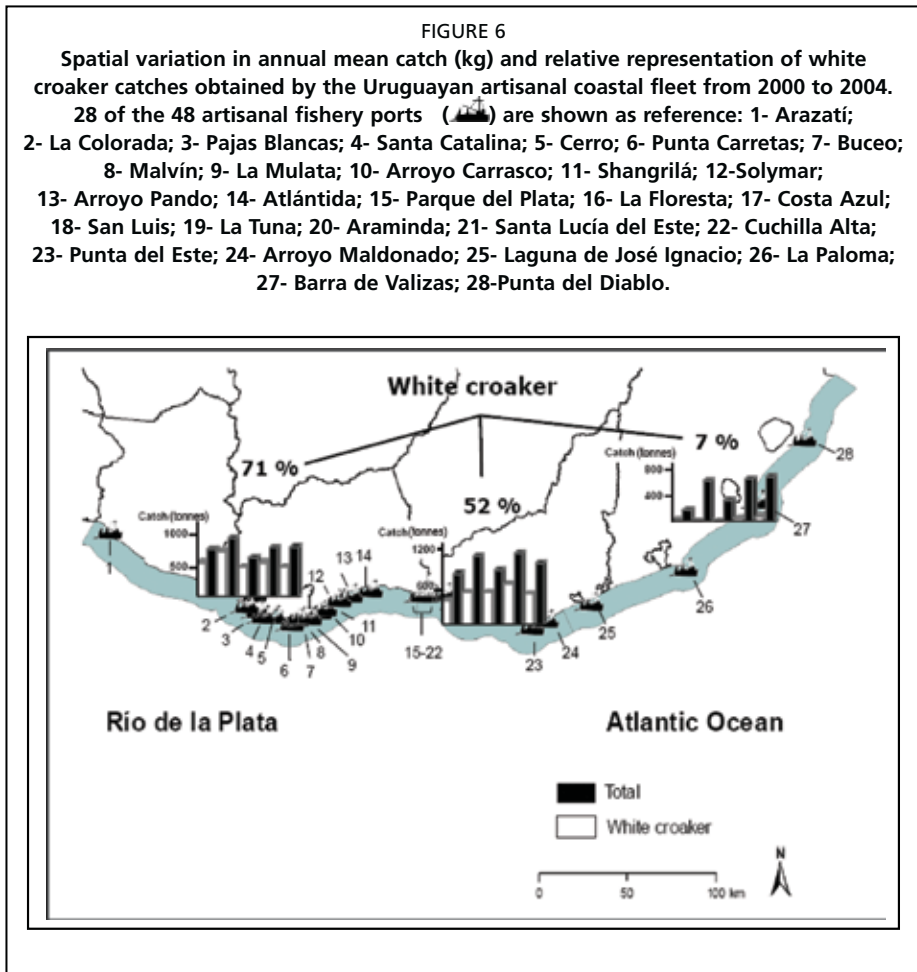 FIGURE 6
Spatial variation in annual mean catch (kg) and relative representation of white
croaker catches obtained by the Uruguayan artisanal coastal fleet from 2000 to 2004.
28 of the 48 artisanal fishery ports ( ) are shown as reference: 1- Arazatí;
2- La Colorada; 3- Pajas Blancas; 4- Santa Catalina; 5- Cerro; 6- Punta Carretas; 7- Buceo;
8- Malvín; 9- La Mulata; 10- Arroyo Carrasco; 11- Shangrilá; 12-Solymar;
13- Arroyo Pando; 14- Atlántida; 15- Parque del Plata; 16- La Floresta; 17- Costa Azul;
18- San Luis; 19- La Tuna; 20- Araminda; 21- Santa Lucía del Este; 22- Cuchilla Alta;
23- Punta del Este; 24- Arroyo Maldonado; 25- Laguna de José Ignacio; 26- La Paloma;
27- Barra de Valizas; 28-Punta del Diablo.
White croaker
71 %
52 %
7 %
Catch (tonnes)
1000
500
Catch (tonnes)
1200
600
Catch (tonnes)
800
400
1
2
3
4
5
6
7
8
9
10
11
12
13
14
15-22
23
24
25
26
27
28
Río de la Plata
Atlantic Ocean
Total
White croaker
N
0
50
100 km